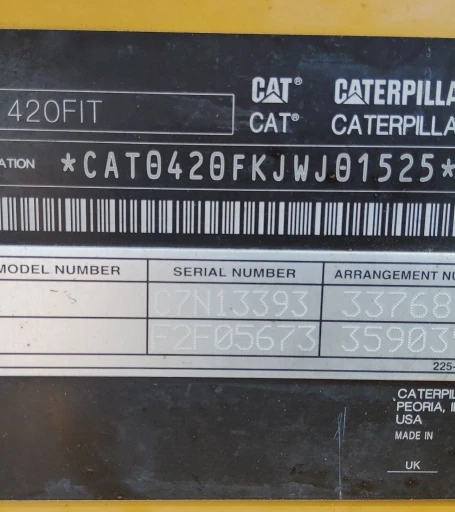 CAT® CATERPILLA
420FIT
CAT® CATERPILLAR
ATION *CAT0420FKJWJ01525*
MODEL NUMBER SERIAL NUMBER ARRANGEMENT NU
C7N13393 33768
F2F05673 35903
225-
CATERPIL
PEORIA, I
USA
MADE IN
UK